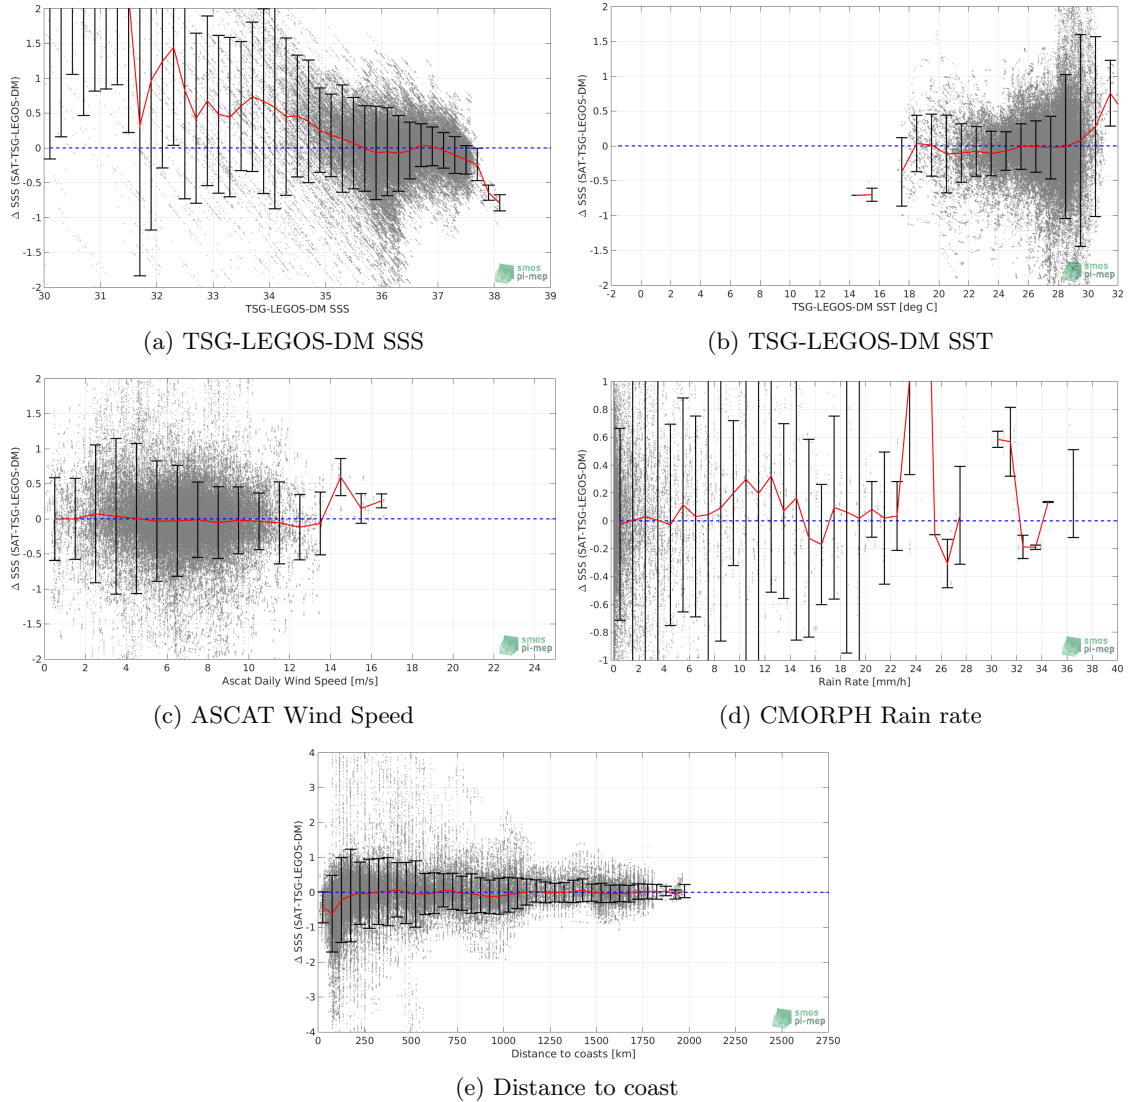 2
1.5
1
0.5
0
-0.5
-1
-1.5
-2
Δ SSS (SAT-TSG-LEGOS-DM)
30 31 32 33 34 35 36 37 38 39
TSG-LEGOS-DM SSS
smos
pi-mep
(a) TSG-LEGOS-DM SSS
2
1.5
1
0.5
0
-0.5
-1
-1.5
-2
Δ SSS (SAT-TSG-LEGOS-DM)
-2 0 2 4 6 8 10 12 14 16 18 20 22 24 26 28 30 32
TSG-LEGOS-DM SST [deg C]
smos
pi-mep
(b) TSG-LEGOS-DM SST
2
1.5
1
0.5
0
-0.5
-1
-1.5
-2
Δ SSS (SAT-TSG-LEGOS-DM)
0 2 4 6 8 10 12 14 16 18 20 22 24
Ascat Daily Wind Speed [m/s]
smos
pi-mep
(c) ASCAT Wind Speed
1
0.8
0.6
0.4
0.2
0
-0.2
-0.4
-0.6
-0.8
-1
Δ SSS (SAT-TSG-LEGOS-DM)
0 2 4 6 8 10 12 14 16 18 20 22 24 26 28 30 32 34 36 38 40
Rain Rate [mm/h]
smos
pi-mep
(d) CMORPH Rain rate
4
3
2
1
0
-1
-2
-3
-4
Δ SSS (SAT-TSG-LEGOS-DM)
0 250 500 750 1000 1250 1500 1750 2000 2250 2500 2750
Distance to coasts [km]
smos
pi-mep
(e) Distance to coast